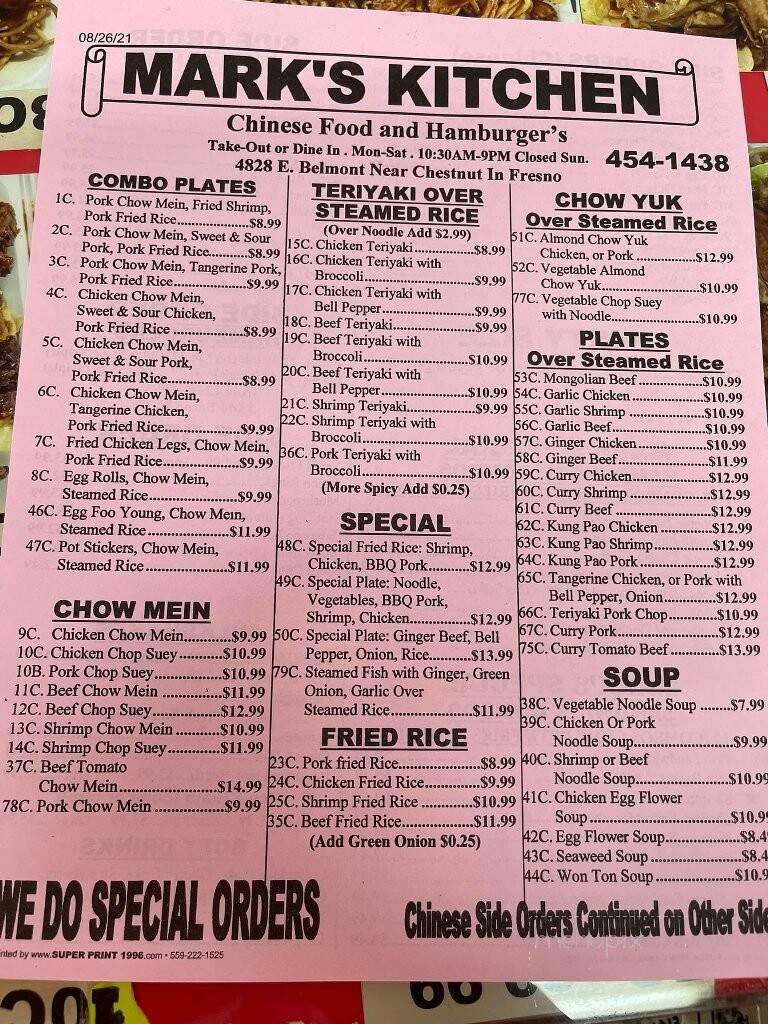 08/26/21
MARK'S KITCHEN
Chinese Food and Hamburger's
Take-Out or Dine In . Mon-Sat . 10:30AM-9PM Closed Sun. 454-1438
4828 E. Belmont Near Chestnut In Fresno
COMBO PLATES
1C. Pork Chow Mein, Fried Shrimp,
Pork Fried Rice.....................$8.99
2C. Pork Chow Mein, Sweet & Sour
Pork, Pork Fried Rice............$8.99
3C. Pork Chow Mein, Tangerine Pork,
Pork Fried Rice.....................$9.99
4C. Chicken Chow Mein,
Sweet & Sour Chicken,
Pork Fried Rice .....................$8.99
5C. Chicken Chow Mein,
Sweet & Sour Pork,
Pork Fried Rice.....................$8.99
6C. Chicken Chow Mein,
Tangerine Chicken,
Pork Fried Rice.....................$9.99
7C. Fried Chicken Legs, Chow Mein,
Pork Fried Rice.....................$9.99
8C. Egg Rolls, Chow Mein,
Steamed Rice.........................$9.99
46C. Egg Foo Young, Chow Mein,
Steamed Rice.......................$11.99
47C. Pot Stickers, Chow Mein,
Steamed Rice.......................$11.99
CHOW MEIN
9C. Chicken Chow Mein............$9.99
10C. Chicken Chop Suey...........$10.99
10B. Pork Chop Suey................$10.99
11C. Beef Chow Mein ...............$11.99
12C. Beef Chop Suey.................$12.99
13C. Shrimp Chow Mein ...........$10.99
14C. Shrimp Chop Suey.............$11.99
37C. Beef Tomato
Chow Mein.........................$14.99
78C. Pork Chow Mein ................$9.99
TERIYAKI OVER
STEAMED RICE
(Over Noodle Add $2.99)
15C. Chicken Teriyaki...............$8.99
16C. Chicken Teriyaki with
Broccoli............................$9.99
17C. Chicken Teriyaki with
Bell Pepper.......................$9.99
18C. Beef Teriyaki.....................$9.99
19C. Beef Teriyaki with
Broccoli..........................$10.99
20C. Beef Teriyaki with
Bell Pepper.....................$10.99
21C. Shrimp Teriyaki.................$9.99
22C. Shrimp Teriyaki with
Broccoli..........................$10.99
36C. Pork Teriyaki with
Broccoli..........................$10.99
(More Spicy Add $0.25)
SPECIAL
48C. Special Fried Rice: Shrimp,
Chicken, BBQ Pork............$12.99
49C. Special Plate: Noodle,
Vegetables, BBQ Pork,
Shrimp, Chicken..................$12.99
50C. Special Plate: Ginger Beef, Bell
Pepper, Onion, Rice.............$13.99
79C. Steamed Fish with Ginger, Green
Onion, Garlic Over
Steamed Rice.......................$11.99
FRIED RICE
23C. Pork fried Rice....................$8.99
24C. Chicken Fried Rice..............$9.99
25C. Shrimp Fried Rice .............$10.99
35C. Beef Fried Rice..................$11.99
(Add Green Onion $0.25)
CHOW YUK
Over Steamed Rice
51C. Almond Chow Yuk
Chicken, or Pork ................$12.99
52C. Vegetable Almond
Chow Yuk.........................$10.99
77C. Vegetable Chop Suey
with Noodle.......................$10.99
PLATES
Over Steamed Rice
53C. Mongolian Beef ................$10.99
54C. Garlic Chicken ..................$10.99
55C. Garlic Shrimp ...................$10.99
56C. Garlic Beef........................$10.99
57C. Ginger Chicken..................$10.99
58C. Ginger Beef.......................$11.99
59C. Curry Chicken...................$12.99
60C. Curry Shrimp ....................$12.99
61C. Curry Beef ........................$12.99
62C. Kung Pao Chicken .............$12.99
63C. Kung Pao Shrimp...............$12.99
64C. Kung Pao Pork ..................$12.99
65C. Tangerine Chicken, or Pork with
Bell Pepper, Onion..............$12.99
66C. Teriyaki Pork Chop.............$10.99
67C. Curry Pork.........................$12.99
75C. Curry Tomato Beef.............$13.99
SOUP
38C. Vegetable Noodle Soup ........$7.99
39C. Chicken Or Pork
Noodle Soup........................$9.99
40C. Shrimp or Beef
Noodle Soup......................$10.99
41C. Chicken Egg Flower
Soup..................................$10.9
42C. Egg Flower Soup.................$8.4
43C. Seaweed Soup .....................$8.4
44C. Won Ton Soup ..................$10.9
WE DO SPECIAL ORDERS
Chinese Side Orders Continued on Other Side
nted by www.SUPER PRINT 1996.com • 559-222-1525
menupix